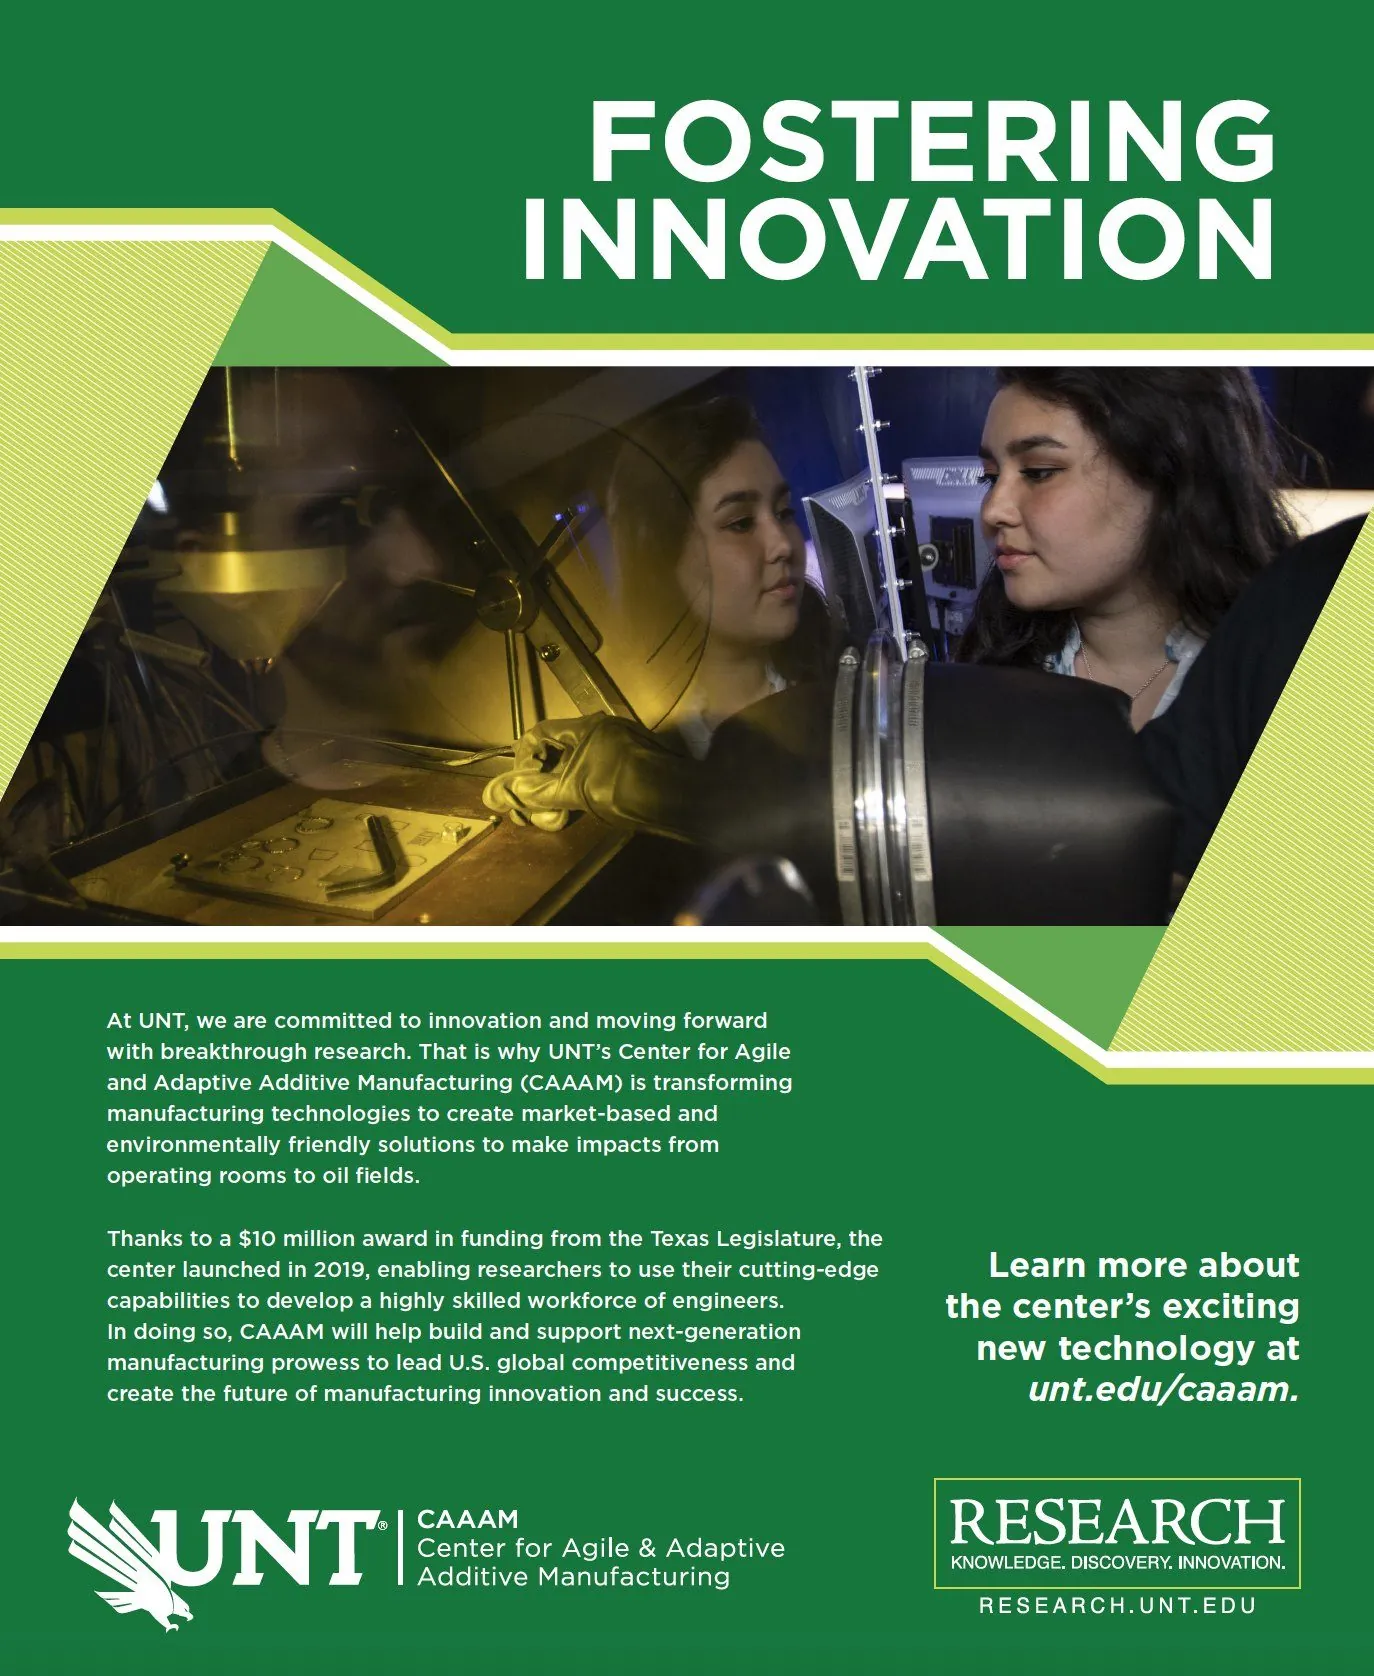 FOSTERING
INNOVATION
At UNT, we are committed to innovation and moving forward
with breakthrough research. That is why UNT's Center for Agile
and Adaptive Additive Manufacturing (CAAAM) is transforming
manufacturing technologies to create market-based and
environmentally friendly solutions to make impacts from
operating rooms to oil fields.
Thanks to a $10 million award in funding from the Texas Legislature, the
center launched in 2019, enabling researchers to use their cutting-edge
capabilities to develop a highly skilled workforce of engineers.
In doing so, CAAAM will help build and support next-generation
manufacturing prowess to lead U.S. global competitiveness and
create the future of manufacturing innovation and success.
Learn more about
the center's exciting
new technology at
unt.edu/caaam.
UNT®
CAAAM
Center for Agile & Adaptive
Additive Manufacturing
RESEARCH
KNOWLEDGE. DISCOVERY. INNOVATION.
RESEARCH.UNT.EDU